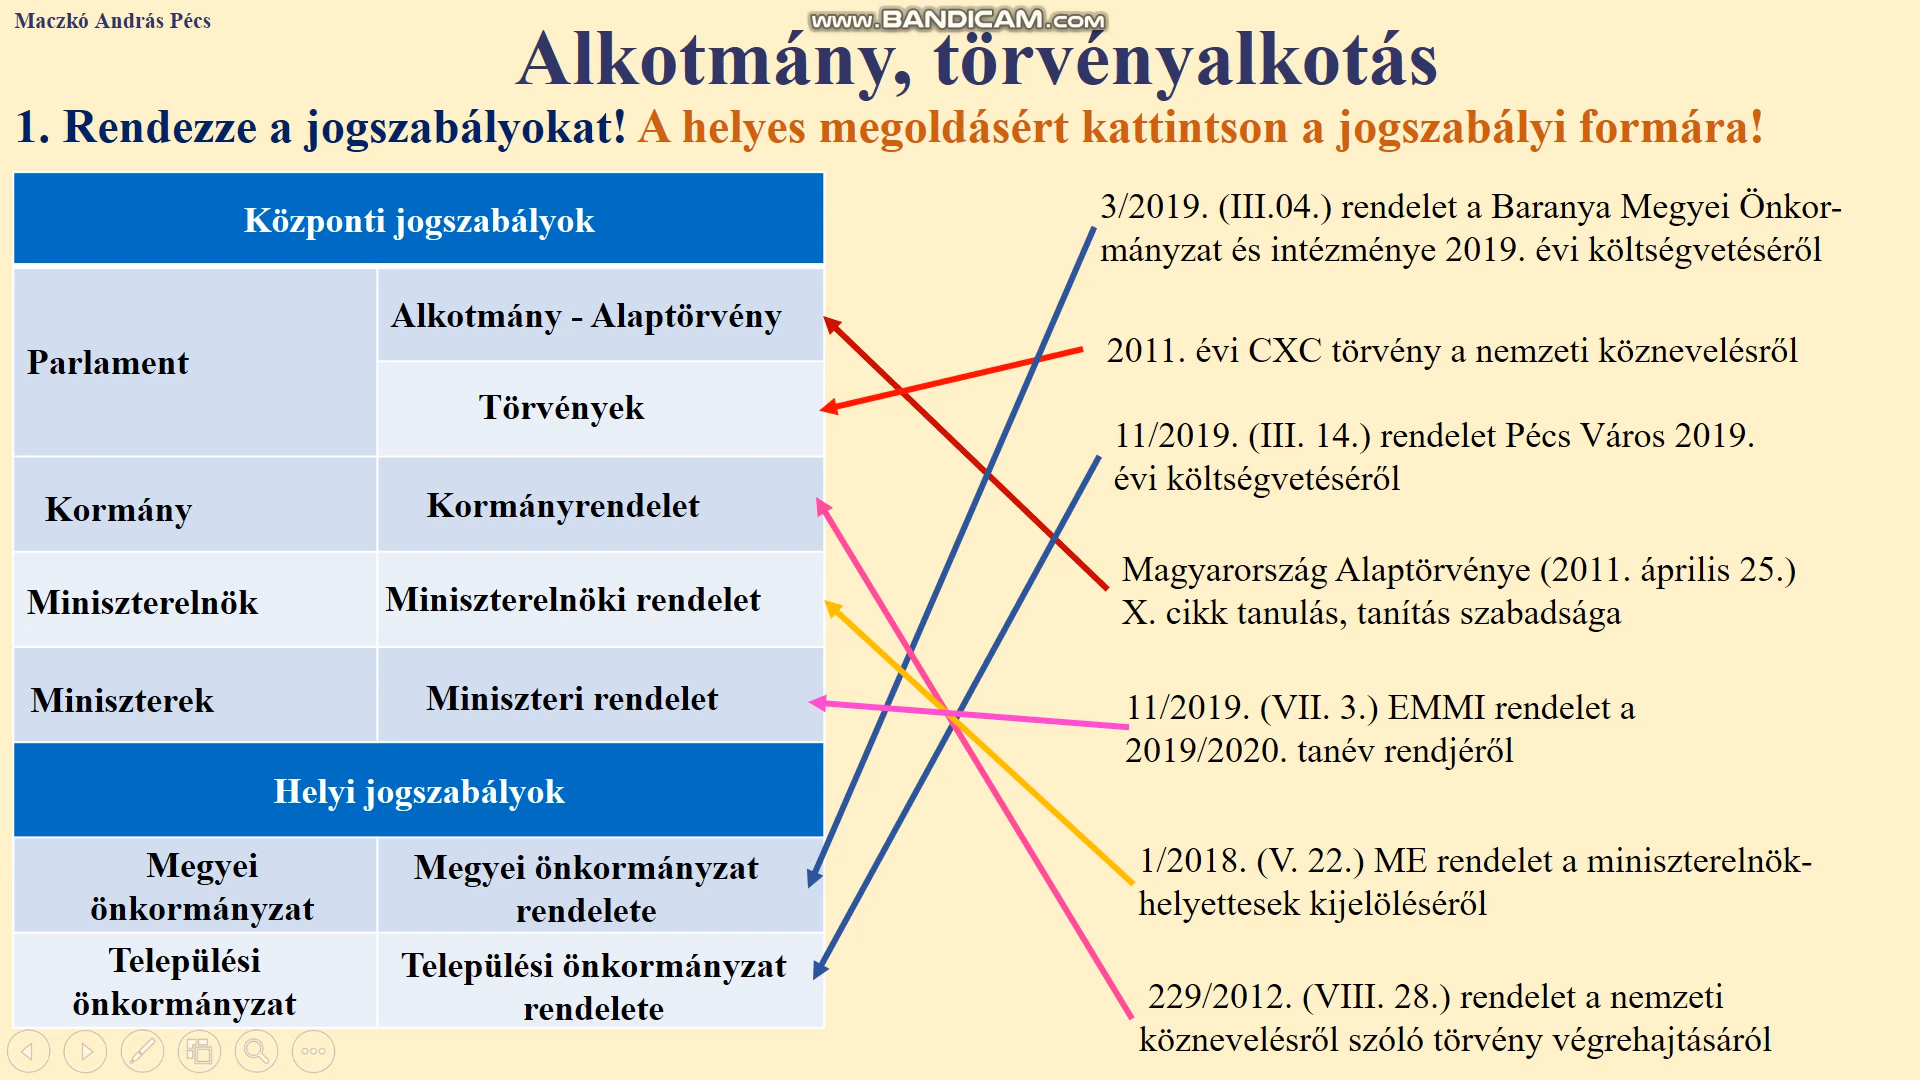 Maczkó András Pécs
www.BANDICAM.com
Alkotmány, törvényalkotás
1. Rendezze a jogszabályokat! A helyes megoldásért kattintson a jogszabályi formára!
Központi jogszabályok
Parlament
Alkotmány - Alaptörvény
Törvények
Kormány
Kormányrendelet
Miniszterelnök
Miniszterelnöki rendelet
Miniszterek
Miniszteri rendelet
Helyi jogszabályok
Megyei
önkormányzat
Megyei önkormányzat
rendelete
Települési
önkormányzat
Települési önkormányzat
rendelete
3/2019. (III.04.) rendelet a Baranya Megyei Önkor-
mányzat és intézménye 2019. évi költségvetéséről
2011. évi CXC törvény a nemzeti köznevelésről
11/2019. (III. 14.) rendelet Pécs Város 2019.
évi költségvetéséről
Magyarország Alaptörvénye (2011. április 25.)
X. cikk tanulás, tanítás szabadsága
11/2019. (VII. 3.) EMMI rendelet a
2019/2020. tanév rendjéről
1/2018. (V. 22.) ME rendelet a miniszterelnök-
helyettesek kijelöléséről
229/2012. (VIII. 28.) rendelet a nemzeti
köznevelésről szóló törvény végrehajtásáról